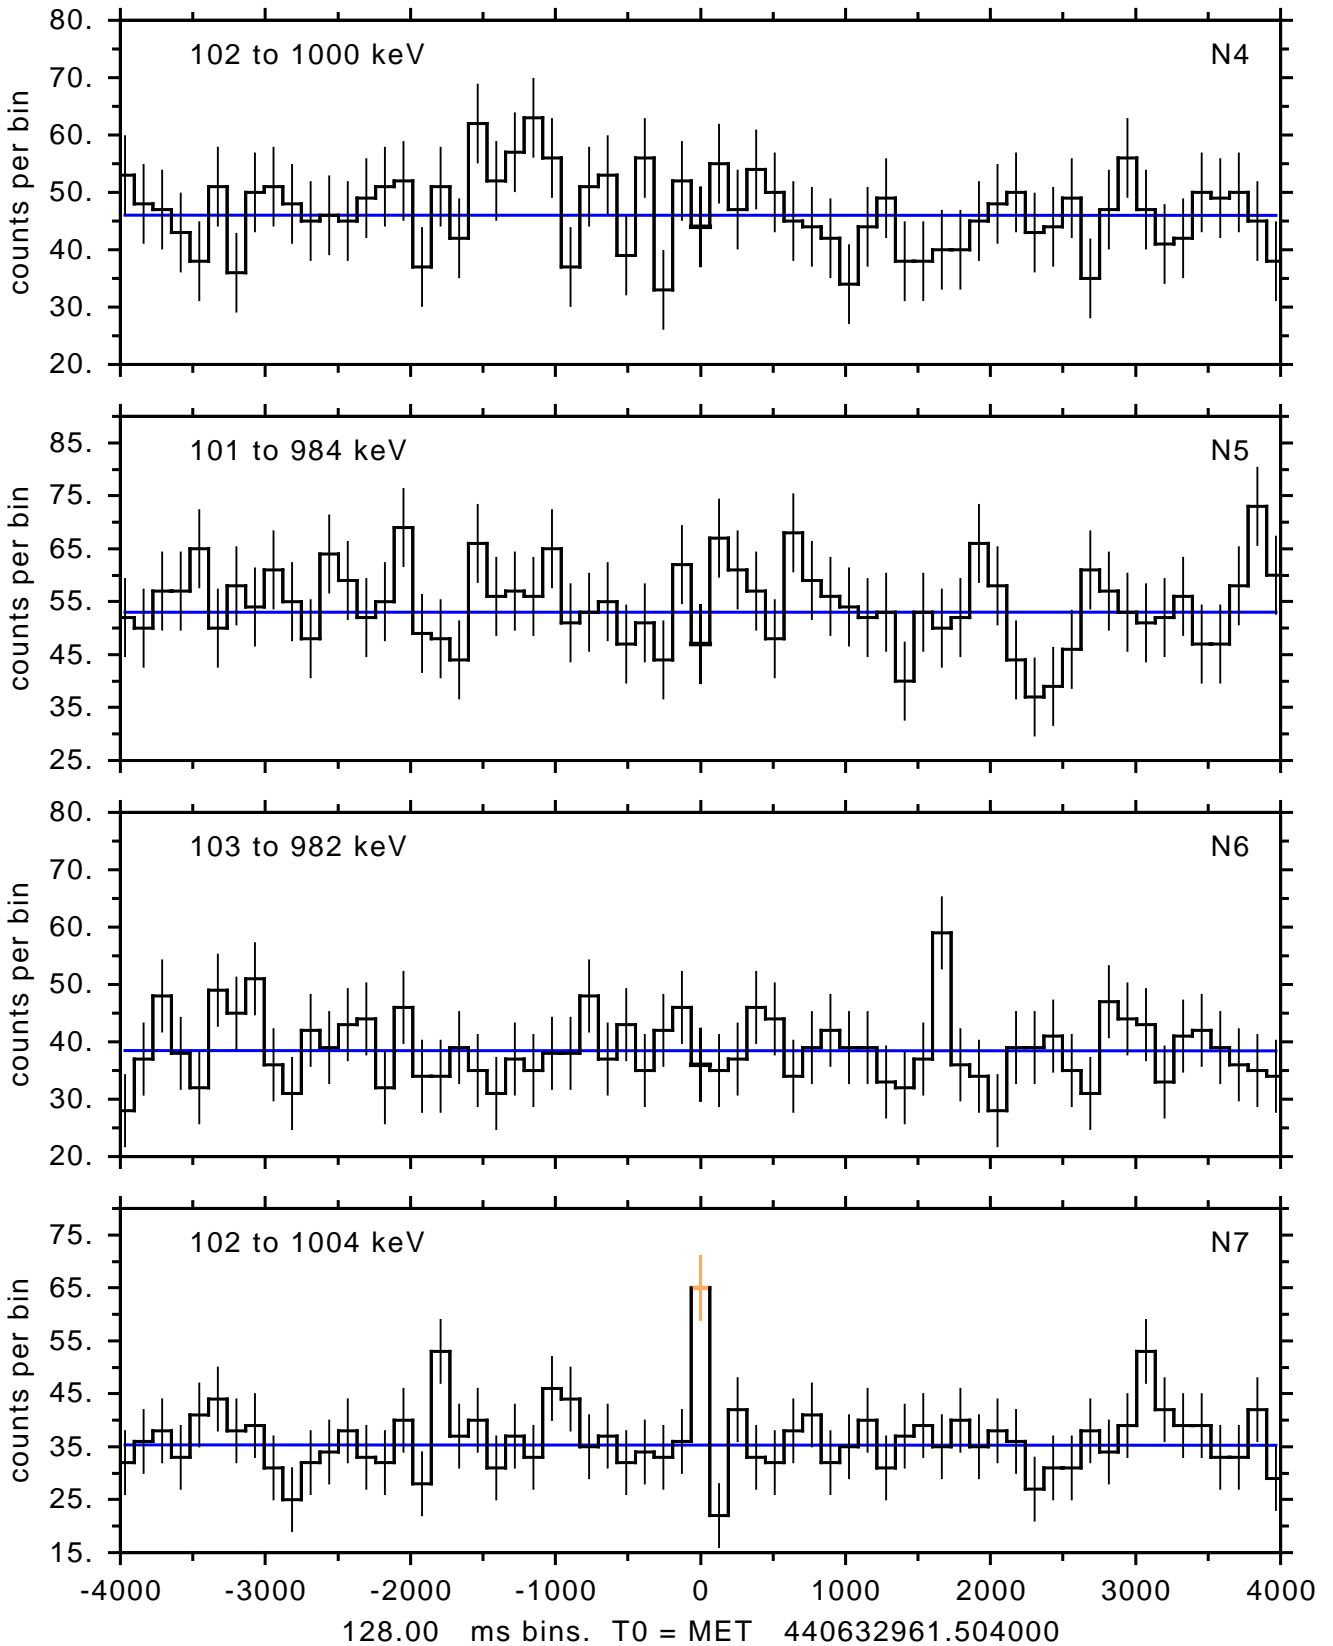 80.
102 to 1000 keV N4
70.
60.
50.
40.
30.
20.
counts per bin
85.
101 to 984 keV N5
75.
65.
55.
45.
35.
25.
counts per bin
80.
103 to 982 keV N6
70.
60.
50.
40.
30.
20.
counts per bin
75.
102 to 1004 keV N7
65.
55.
45.
35.
25.
15.
counts per bin
-4000 -3000 -2000 -1000 0 1000 2000 3000 4000
128.00 ms bins. T0 = MET 440632961.504000